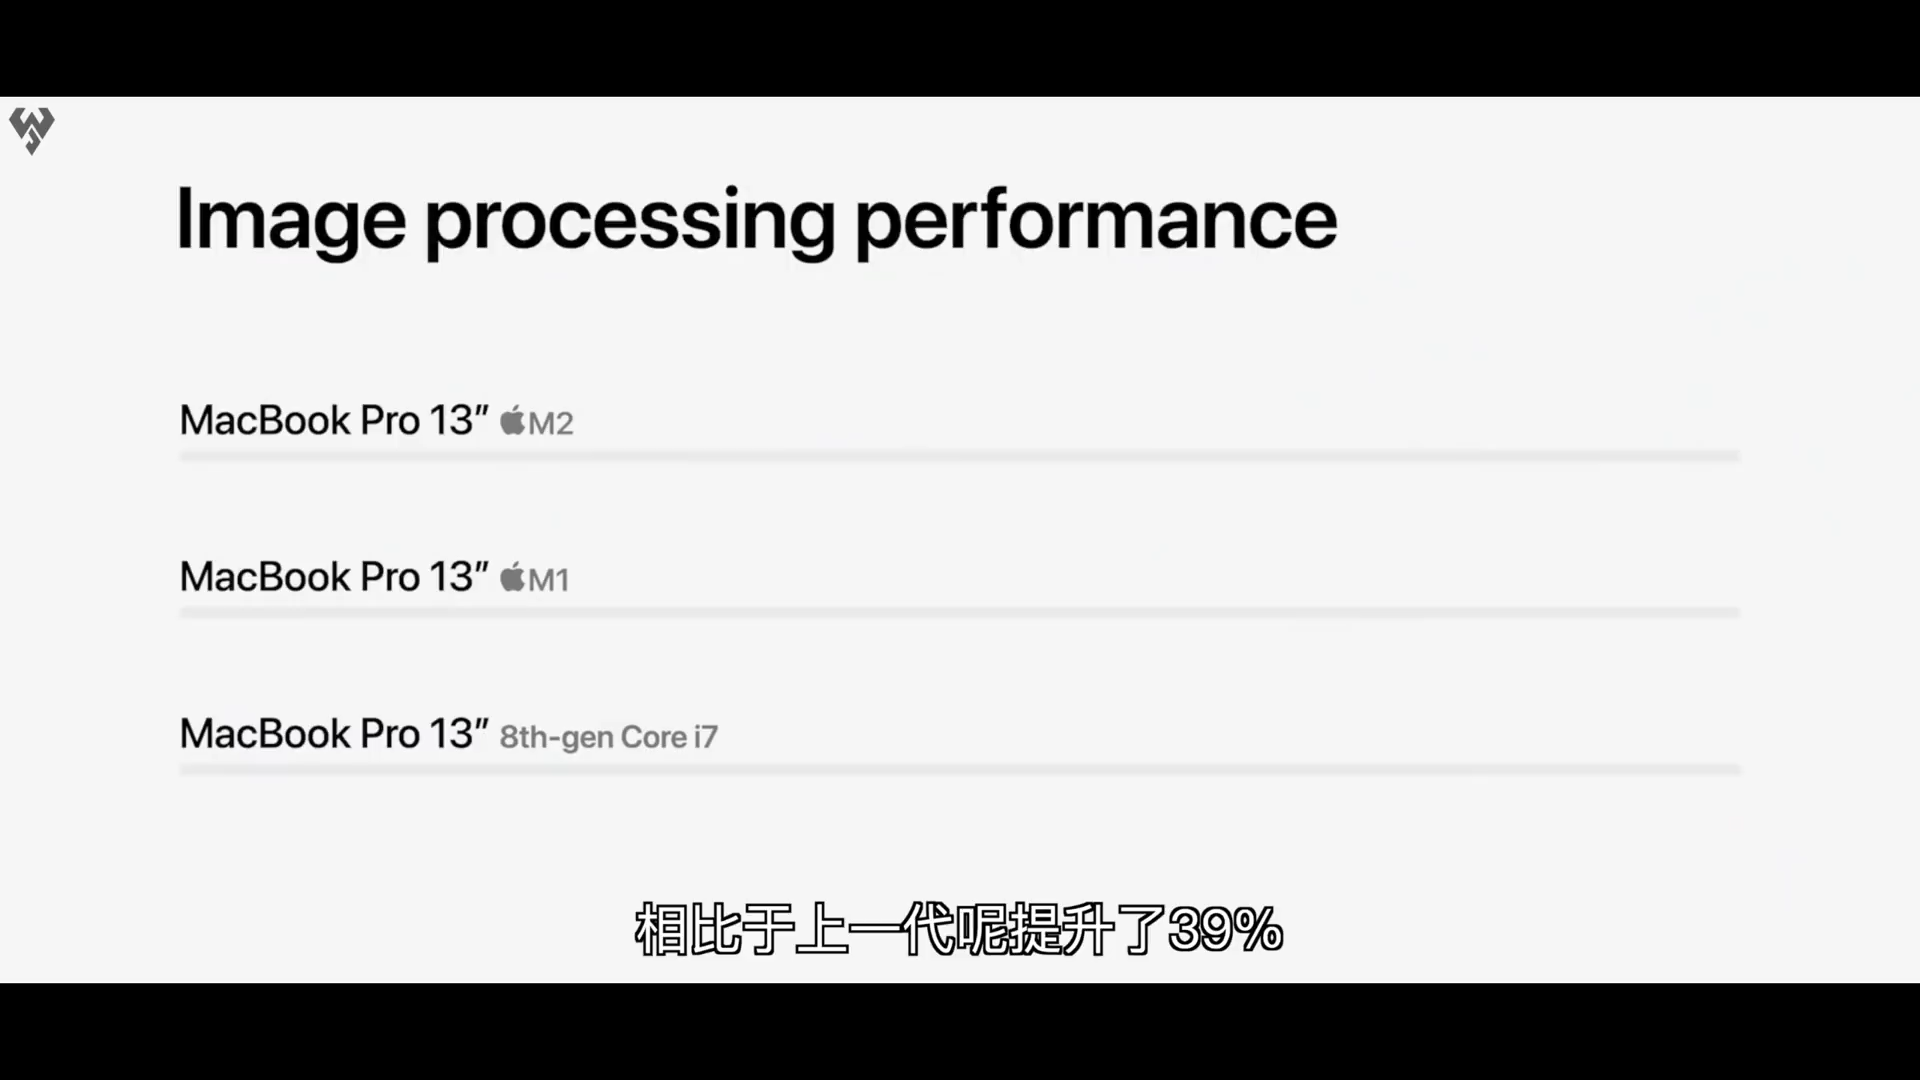 Image processing performance
MacBook Pro 13″ M2
MacBook Pro 13″ M1
MacBook Pro 13″ 8th-gen Core i7
相比于上一代呢提升了39%